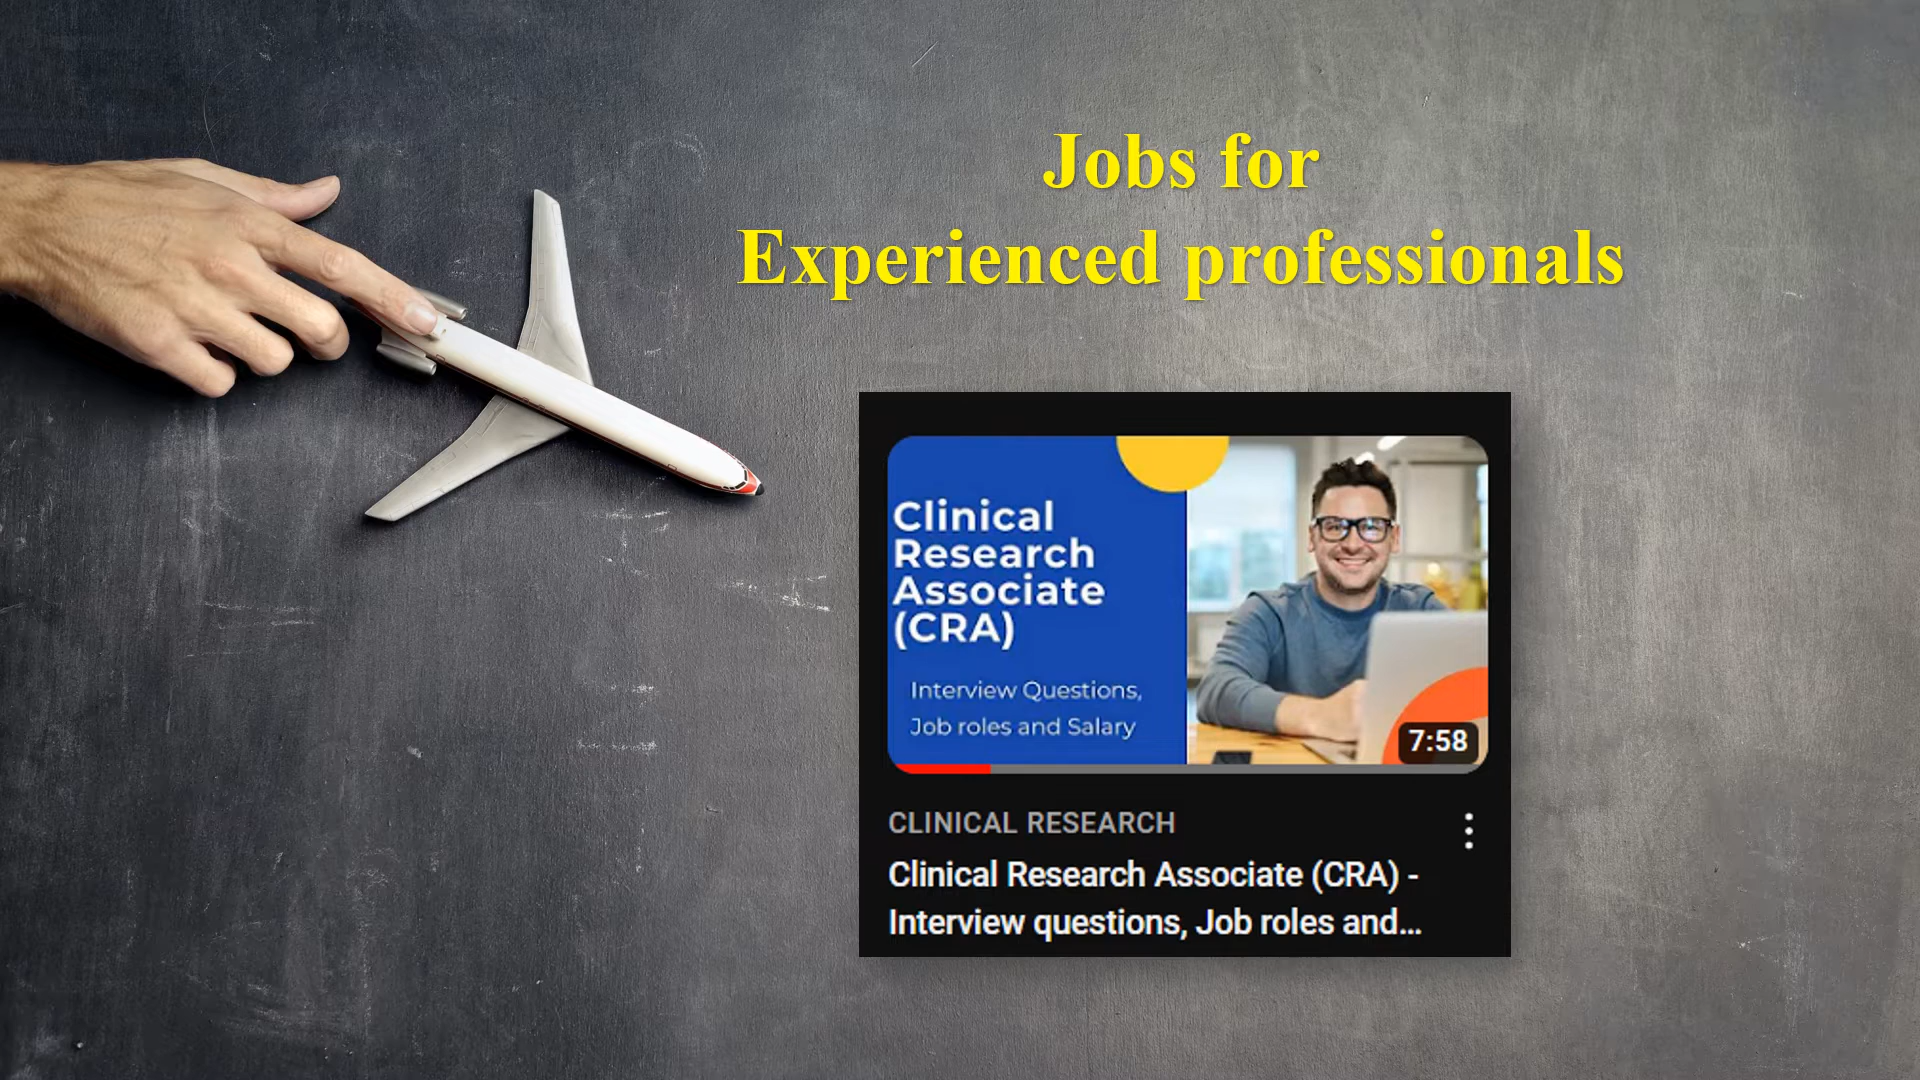 Jobs for
Experienced professionals
Clinical
Research
Associate
(CRA)
Interview Questions,
Job roles and Salary
7:58
CLINICAL RESEARCH
Clinical Research Associate (CRA) -
Interview questions, Job roles and...